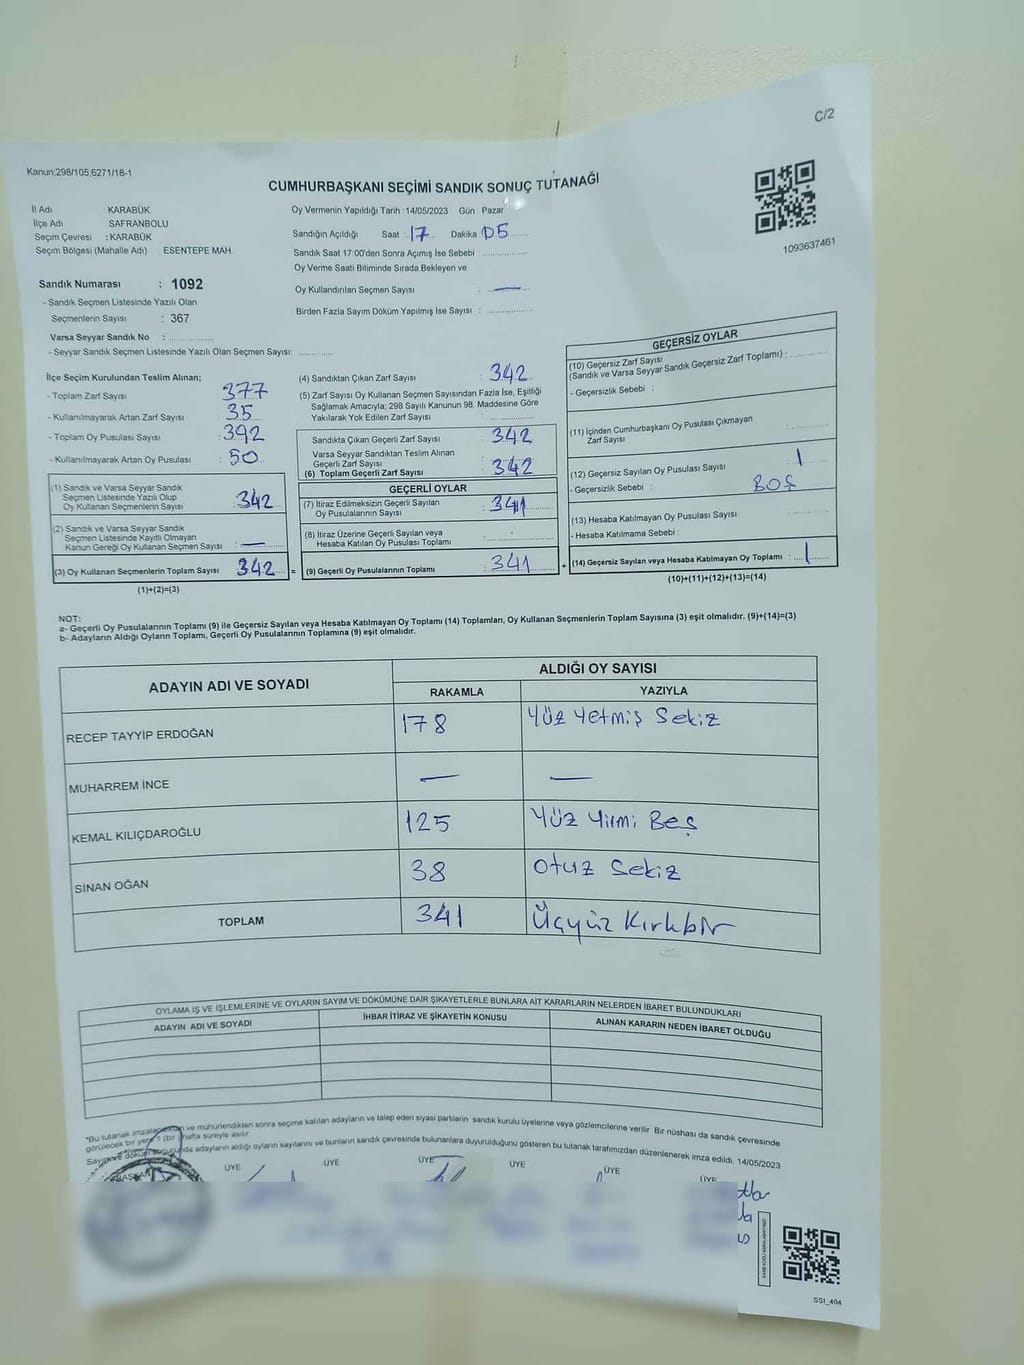 C/2
Kanun:298/105;6271/18-1
CUMHURBAŞKANI SEÇİMİ SANDIK SONUÇ TUTANAĞI
1093637461
İl Adı : KARABÜK
İlçe Adı : SAFRANBOLU
Seçim Çevresi : KARABÜK
Seçim Bölgesi (Mahalle Adı) : ESENTEPE MAH.
Sandık Numarası : 1092
- Sandık Seçmen Listesinde Yazılı Olan
Seçmenlerin Sayısı : 367
Varsa Seyyar Sandık No :
- Seyyar Sandık Seçmen Listesinde Yazılı Olan Seçmen Sayısı:
Oy Vermenin Yapıldığı Tarih : 14/05/2023 Gün : Pazar
Sandığın Açıldığı Saat : 17 Dakika : 05
Sandık Saat 17:00'den Sonra Açımış İse Sebebi :
Oy Verme Saati Bitiminde Sırada Bekleyen ve
Oy Kullandırılan Seçmen Sayısı : —
Birden Fazla Sayım Döküm Yapılmış İse Sayısı :
İlçe Seçim Kurulundan Teslim Alınan;
- Toplam Zarf Sayısı : 377
- Kullanılmayarak Artan Zarf Sayısı : 35
- Toplam Oy Pusulası Sayısı : 392
- Kullanılmayarak Artan Oy Pusulası : 50
(1) Sandık ve Varsa Seyyar Sandık
Seçmen Listesinde Yazılı Olup
Oy Kullanan Seçmenlerin Sayısı : 342
(2) Sandık ve Varsa Seyyar Sandık
Seçmen Listesinde Kayıtlı Olmayan
Kanun Gereği Oy Kullanan Seçmen Sayısı : —
(3) Oy Kullanan Seçmenlerin Toplam Sayısı : 342
(1)+(2)=(3)
(4) Sandıktan Çıkan Zarf Sayısı : 342
(5) Zarf Sayısı Oy Kullanan Seçmen Sayısından Fazla İse, Eşitliği
Sağlamak Amacıyla; 298 Sayılı Kanunun 98. Maddesine Göre
Yakılarak Yok Edilen Zarf Sayısı :
Sandıkta Çıkan Geçerli Zarf Sayısı : 342
Varsa Seyyar Sandıktan Teslim Alınan
Geçerli Zarf Sayısı :
(6) Toplam Geçerli Zarf Sayısı : 342
GEÇERLİ OYLAR
(7) İtiraz Edilmeksizin Geçerli Sayılan
Oy Pusulalarının Sayısı : 341
(8) İtiraz Üzerine Geçerli Sayılan veya
Hesaba Katılan Oy Pusulası Toplamı :
= (9) Geçerli Oy Pusulalarının Toplamı : 341
GEÇERSİZ OYLAR
(10) Geçersiz Zarf Sayısı
(Sandık ve Varsa Seyyar Sandık Geçersiz Zarf Toplamı) :
- Geçersizlik Sebebi :
(11) İçinden Cumhurbaşkanı Oy Pusulası Çıkmayan
Zarf Sayısı :
(12) Geçersiz Sayılan Oy Pusulası Sayısı : 1
- Geçersizlik Sebebi : BOŞ
(13) Hesaba Katılmayan Oy Pusulası Sayısı :
- Hesaba Katılmama Sebebi :
+ (14) Geçersiz Sayılan veya Hesaba Katılmayan Oy Toplamı : 1
(10)+(11)+(12)+(13)=(14)
NOT:
a- Geçerli Oy Pusulalarının Toplamı (9) ile Geçersiz Sayılan veya Hesaba Katılmayan Oy Toplamı (14) Toplamları, Oy Kullanan Seçmenlerin Toplam Sayısına (3) eşit olmalıdır. (9)+(14)=(3)
b- Adayların Aldığı Oyların Toplamı, Geçerli Oy Pusulalarının Toplamına (9) eşit olmalıdır.
ADAYIN ADI VE SOYADI
ALDIĞI OY SAYISI
RAKAMLA YAZIYLA
RECEP TAYYİP ERDOĞAN 178 Yüz Yetmiş Sekiz
MUHARREM İNCE — —
KEMAL KILIÇDAROĞLU 125 Yüz Yirmi Beş
SİNAN OĞAN 38 Otuz Sekiz
TOPLAM 341 Üçyüz Kırkbir
OYLAMA İŞ VE İŞLEMLERİNE VE OYLARIN SAYIM VE DÖKÜMÜNE DAİR ŞİKAYETLERLE BUNLARA AİT KARARLARIN NELERDEN İBARET BULUNDUKLARI
ADAYIN ADI VE SOYADI İHBAR İTİRAZ VE ŞİKAYETİN KONUSU ALINAN KARARIN NEDEN İBARET OLDUĞU
*Bu tutanak imzalanıp ve mühürlendikten sonra seçime katılan adayların ve talep eden siyasi partilerin sandık kurulu üyelerine veya gözlemcilerine verilir. Bir nüshası da sandık çevresinde
görülecek bir yere 1 (bir) hafta süreyle asılır.
Sayım ve döküm sonucunda adayların aldığı oyların sayılarını ve bunların sandık çevresinde bulunanlara duyurulduğunu gösteren bu tutanak tarafımızdan düzenlenerek imza edildi. 14/05/2023
BAŞKAN ÜYE ÜYE ÜYE ÜYE ÜYE ÜYE
SSI_404